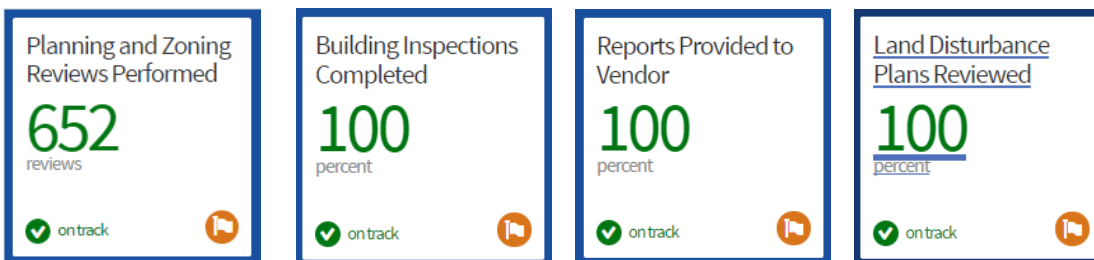 Planning and Zoning
Reviews Performed
652
reviews
on track
Building Inspections
Completed
100
percent
on track
Reports Provided to
Vendor
100
percent
on track
Land Disturbance
Plans Reviewed
100
percent
on track